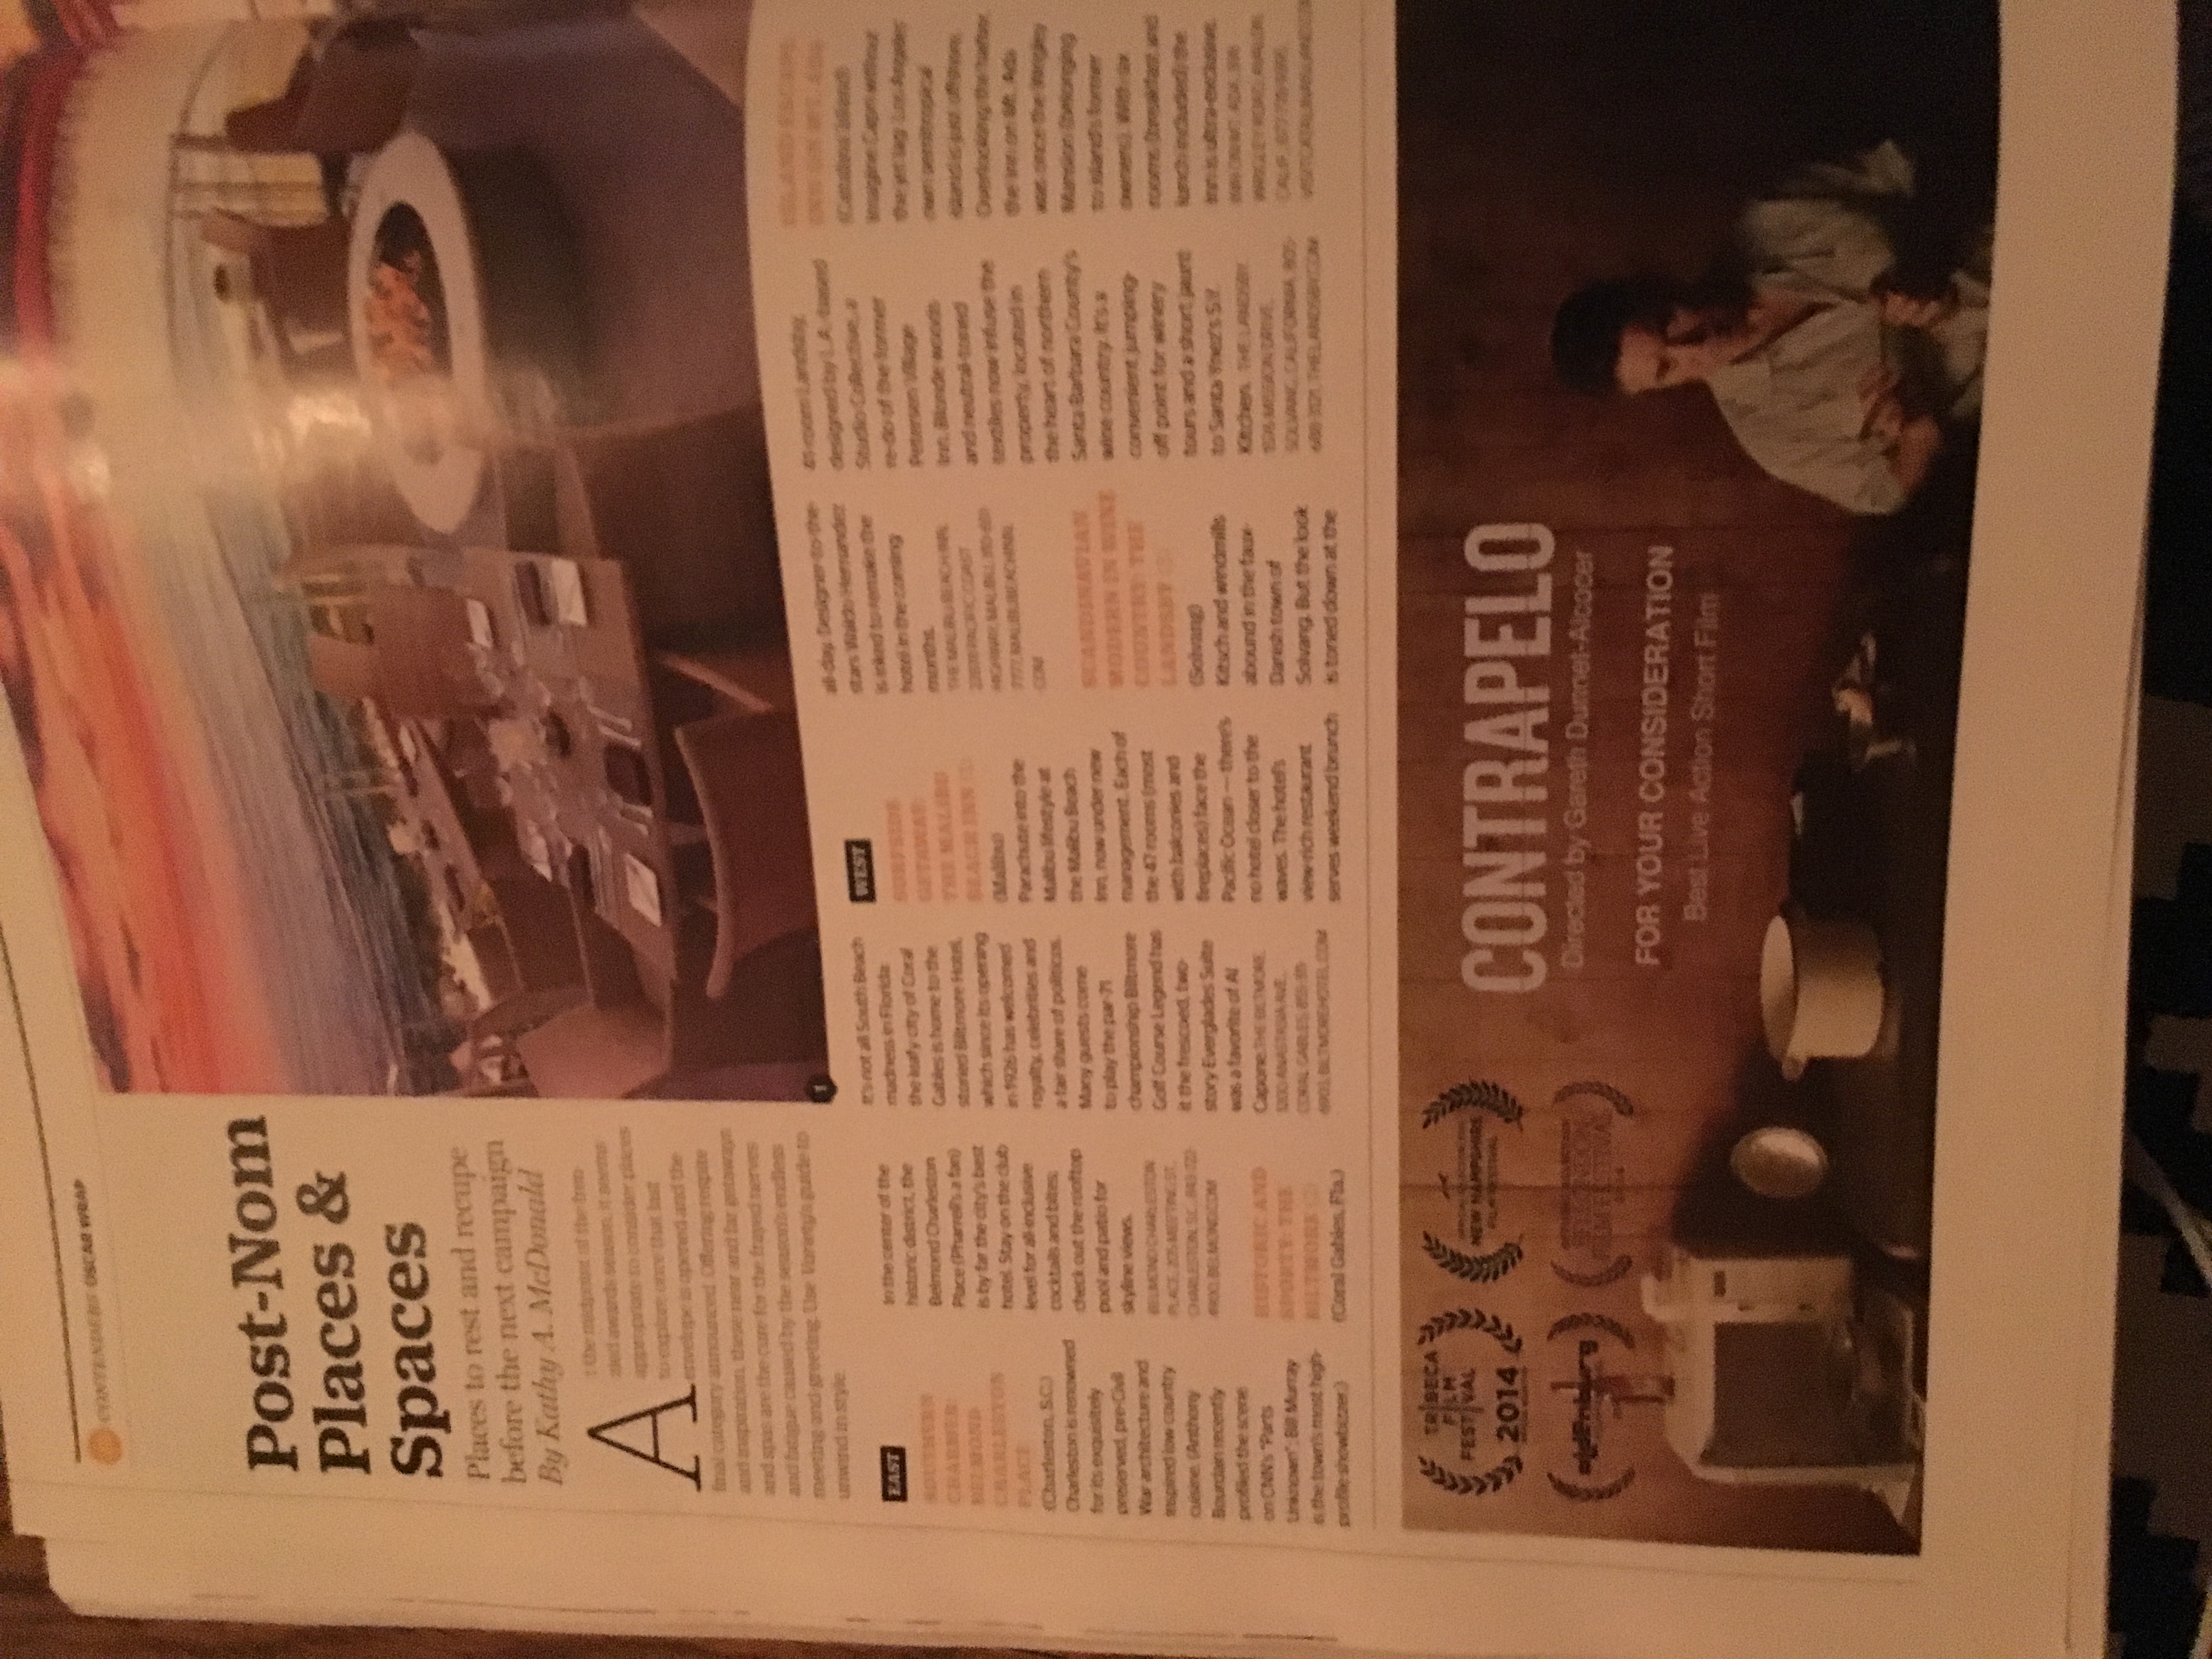 CONTENDERS OSCAR WRAP
Post-Nom
Places &
Spaces
Places to rest and recupe
before the next campaign
By Kathy A. McDonald
At the midpoint of the fren-
zied awards season, it seems
appropriate to consider places
to explore once that last
envelope is opened and the
final category announced. Offering respite
and inspiration, these near and far getaways
and spas are the cure for the frayed nerves
and fatigue caused by the season's endless
meeting-and-greeting. Use Variety's guide to
unwind in style.
1
EAST
SOUTHERN
CHARMER:
BELMOND
CHARLESTON
PLACE
(Charleston, S.C.)
Charleston is renowned
for its exquisitely
preserved, pre-Civil
War architecture and
inspired low country
cuisine. (Anthony
Bourdain recently
profiled the scene
on CNN's "Parts
Unknown"; Bill Murray
is the town's most high-
profile showbizzer.)
In the center of the
historic district, the
Belmond Charleston
Place (Pharrell's a fan)
is by far the city's best
hotel. Stay on the club
level for all-inclusive
cocktails and bites;
check out the rooftop
pool and patio for
skyline views.
BELMOND CHARLESTON
PLACE, 205 MEETING ST.,
CHARLESTON, S.C., 843-722-
4900, BELMOND.COM
HISTORIC AND
SPORTY: THE
BILTMORE (2)
(Coral Gables, Fla.)
It's not all South Beach
madness in Florida:
the leafy city of Coral
Gables is home to the
storied Biltmore Hotel,
which since its opening
in 1926 has welcomed
royalty, celebrities and
a fair share of politicos.
Many guests come
to play the par-71
championship Biltmore
Golf Course Legend has
it the frescoed, two-
story Everglades Suite
was a favorite of Al
Capone. THE BILTMORE,
1200 ANASTASIA AVE.,
CORAL GABLES,
BILTMOREHOTEL.COM
WEST
SURFSIDE
GETAWAY:
THE MALIBU
BEACH INN (1)
(Malibu)
Parachute into the
Malibu lifestyle at
the Malibu Beach
Inn, now under new
management. Each of
the 47 rooms (most
with balconies and
fireplaces) face the
Pacific Ocean — there's
no hotel closer to the
waves. The hotel's
view-rich restaurant
serves weekend brunch
all-day. Designer-to-the-
stars Waldo Hernandez
is inked to remake the
hotel in the coming
months.
THE MALIBU BEACH INN,
PACIFIC COAST
HIGHWAY, MALIBU,
MALIBUBEACHINN.
COM
SCANDINAVIAN
MODERN IN WINE
COUNTRY: THE
LANDSBY
(Solvang)
Kitsch and windmills
abound in the faux-
Danish town of
Solvang. But the look
is toned down at the
41-room Landsby,
designed by L.A.-based
Studio Collective, a
re-do of the former
Petersen Village
Inn. Blonde woods
and neutral-toned
textiles now infuse the
property, located in
the heart of northern
Santa Barbara County's
wine country. It's a
convenient jumping-
off point for winery
tours and a short jaunt
to Santa Ynez's S.Y.
Kitchen. THE LANDSBY,
1576 MISSION DRIVE,
SOLVANG, CALIFORNIA, 805-
688-3121, THELANDSBY.COM
ISLAND ESCAPE:
INN ON MT. ADA
(Catalina Island)
Imagine Capri without
the jet lag: Los Angeles'
own semitropical
island is just offshore.
Overlooking the harbor,
the Inn on Mt. Ada
was once the Wrigley
Mansion (belonging
to island's former
owners). With six
rooms (breakfast and
lunch included) the
Inn is ultra-exclusive.
INN ON MT. ADA, 398
WRIGLEY ROAD, AVALON,
CALIF.,
TRIBECA
FILM
FESTIVAL
2014
NEW HAMPSHIRE
FILM FESTIVAL
oldenburg
FILM FESTIVAL
2014
CONTRAPELO
Directed by Gareth Dunnet-Alcocer
FOR YOUR CONSIDERATION
Best Live Action Short Film